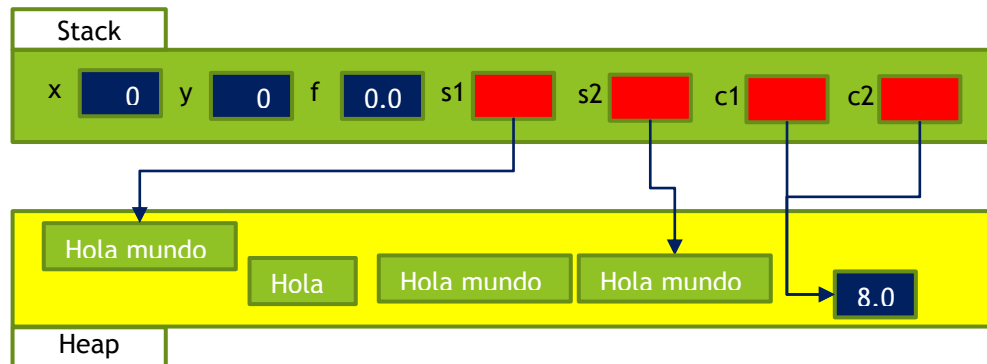 Stack
x 0 y 0 f 0.0 s1 s2 c1 c2
Hola mundo
Hola
Hola mundo
Hola mundo
8.0
Heap